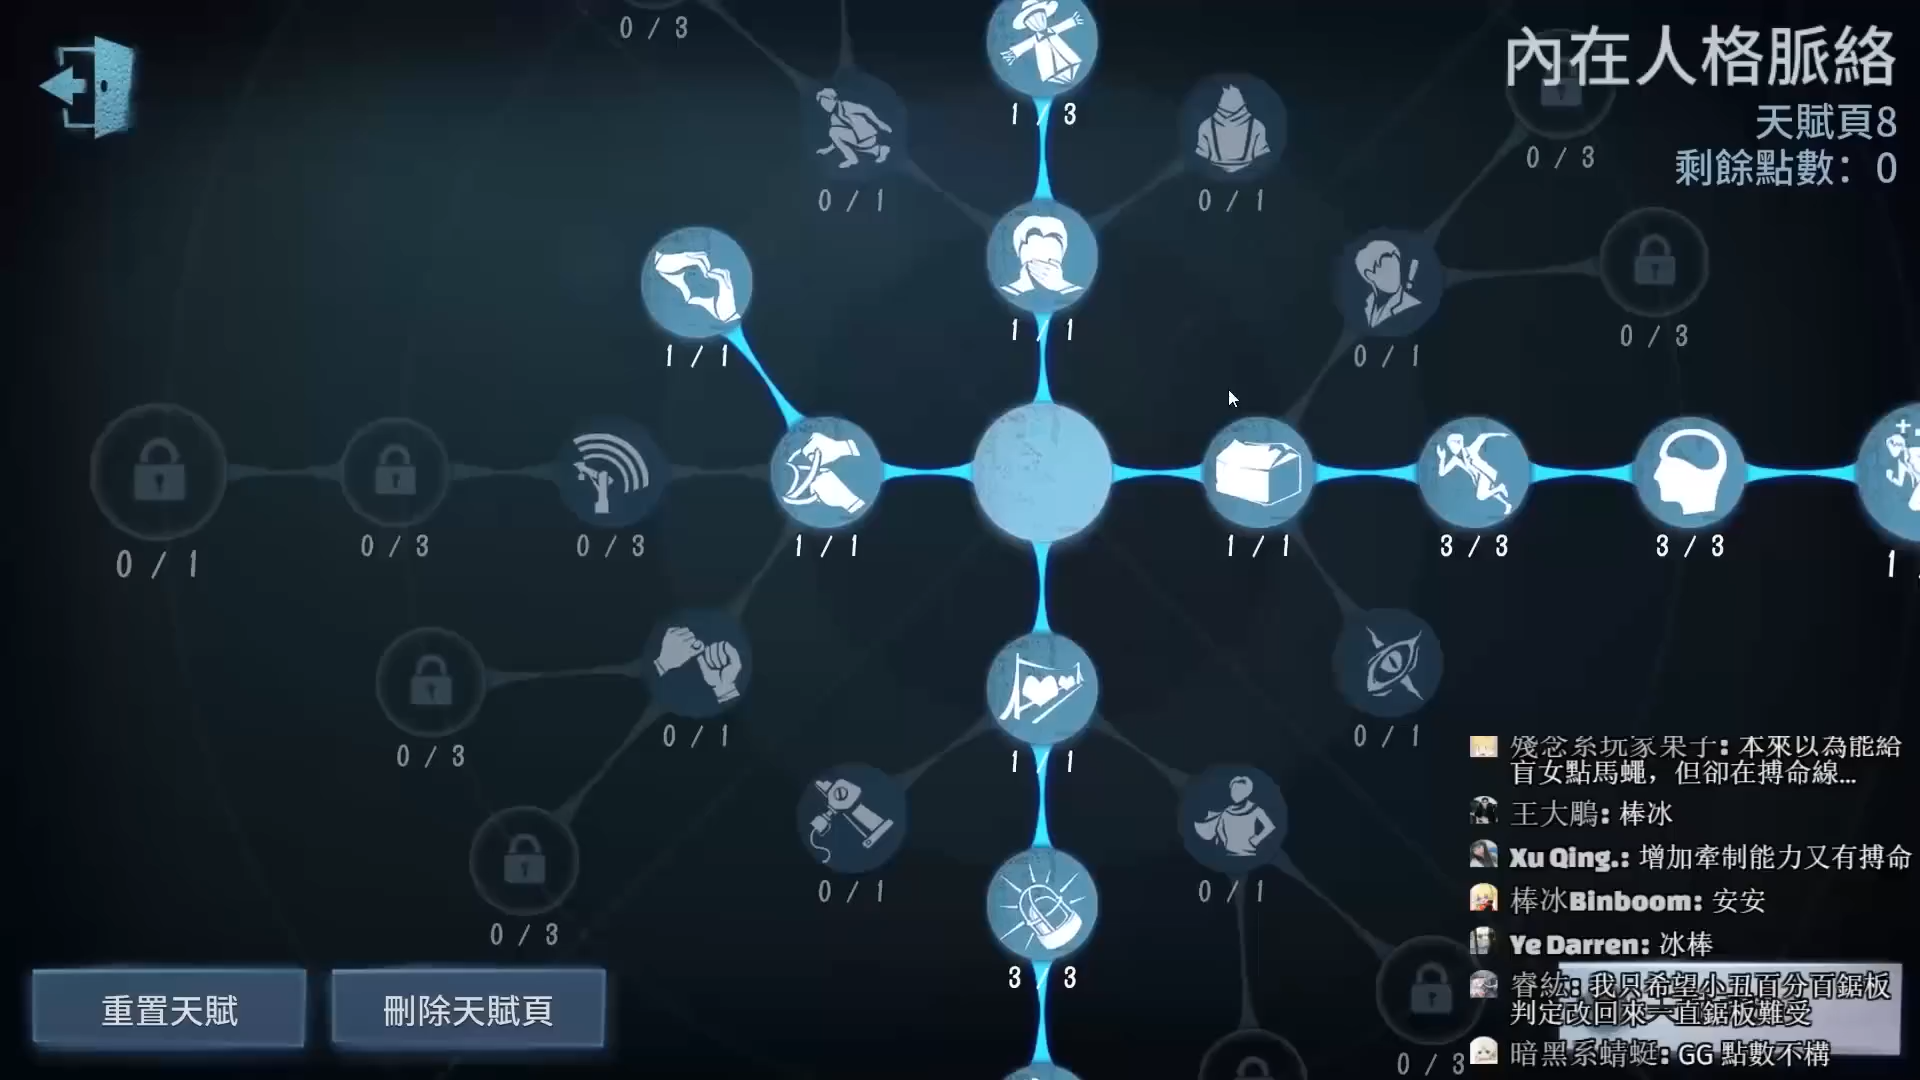 內在人格脈絡
天賦頁8
剩餘點數：0
0 / 3
1 / 3
0 / 1
0 / 1
0 / 3
1 / 1
1 / 1
0 / 1
0 / 3
0 / 1
0 / 3
0 / 3
1 / 1
1 / 1
3 / 3
3 / 3
1
0 / 3
0 / 1
1 / 1
0 / 1
0 / 1
0 / 1
0 / 3
3 / 3
0 / 3
重置天賦
刪除天賦頁
殘念系玩家果子: 本來以為能給
盲女點馬蠅，但卻在搏命線...
王大鵰: 棒冰
Xu Qing.: 增加牽制能力又有搏命
棒冰Binboom: 安安
Ye Darren: 冰棒
睿紘: 我只希望小丑百分百鋸板
判定改回來一直鋸板難受
暗黑系蜻蜓: GG 點數不構